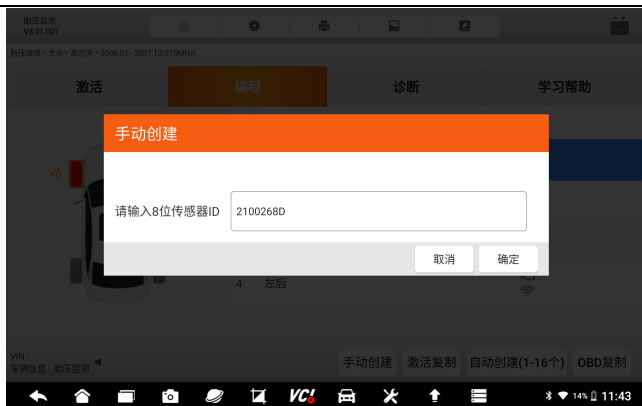 胎压监测
V3.01.001
胎压维修 > 大众 > 高尔夫 > 2006.01-2007.12(315MHz)
激活
编程
诊断
学习帮助
手动创建
请输入8位传感器ID
2100268D
取消
确定
4 左后
VIN :
车辆信息 : 胎压监测
手动创建
激活复制
自动创建(1-16个)
OBD复制
VCI
14%
11:43